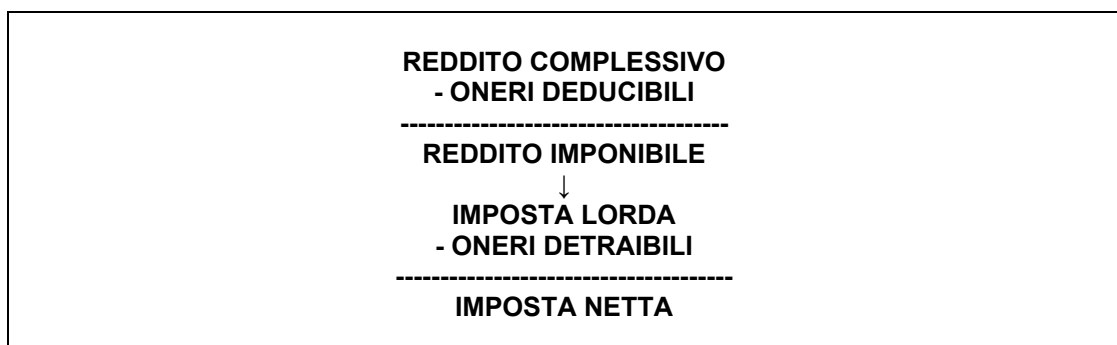 REDDITO COMPLESSIVO
- ONERI DEDUCIBILI
-------------------------------------
REDDITO IMPONIBILE
↓
IMPOSTA LORDA
- ONERI DETRAIBILI
--------------------------------------
IMPOSTA NETTA